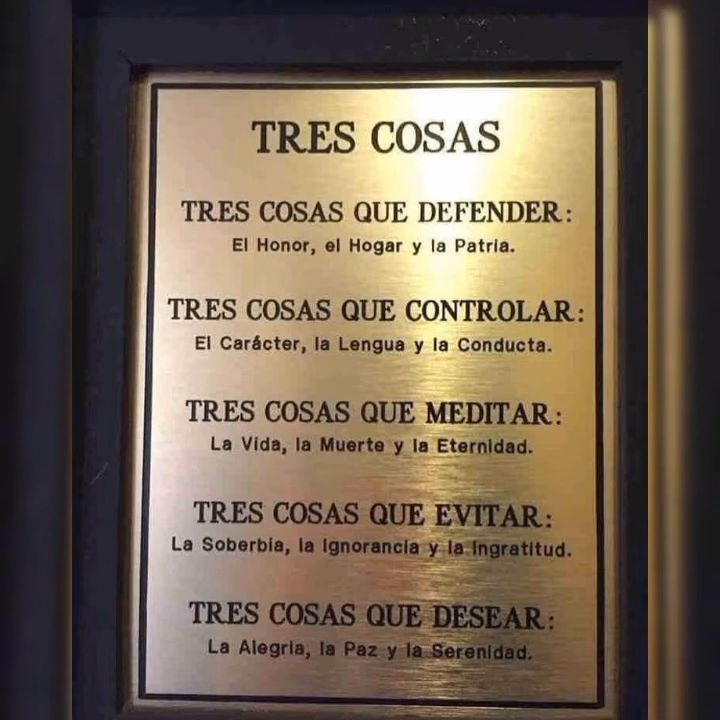 TRES COSAS
TRES COSAS QUE DEFENDER:
El Honor, el Hogar y la Patria.
TRES COSAS QUE CONTROLAR:
El Carácter, la Lengua y la Conducta.
TRES COSAS QUE MEDITAR:
La Vida, la Muerte y la Eternidad.
TRES COSAS QUE EVITAR:
La Soberbia, la Ignorancia y la Ingratitud.
TRES COSAS QUE DESEAR:
La Alegria, la Paz y la Serenidad.